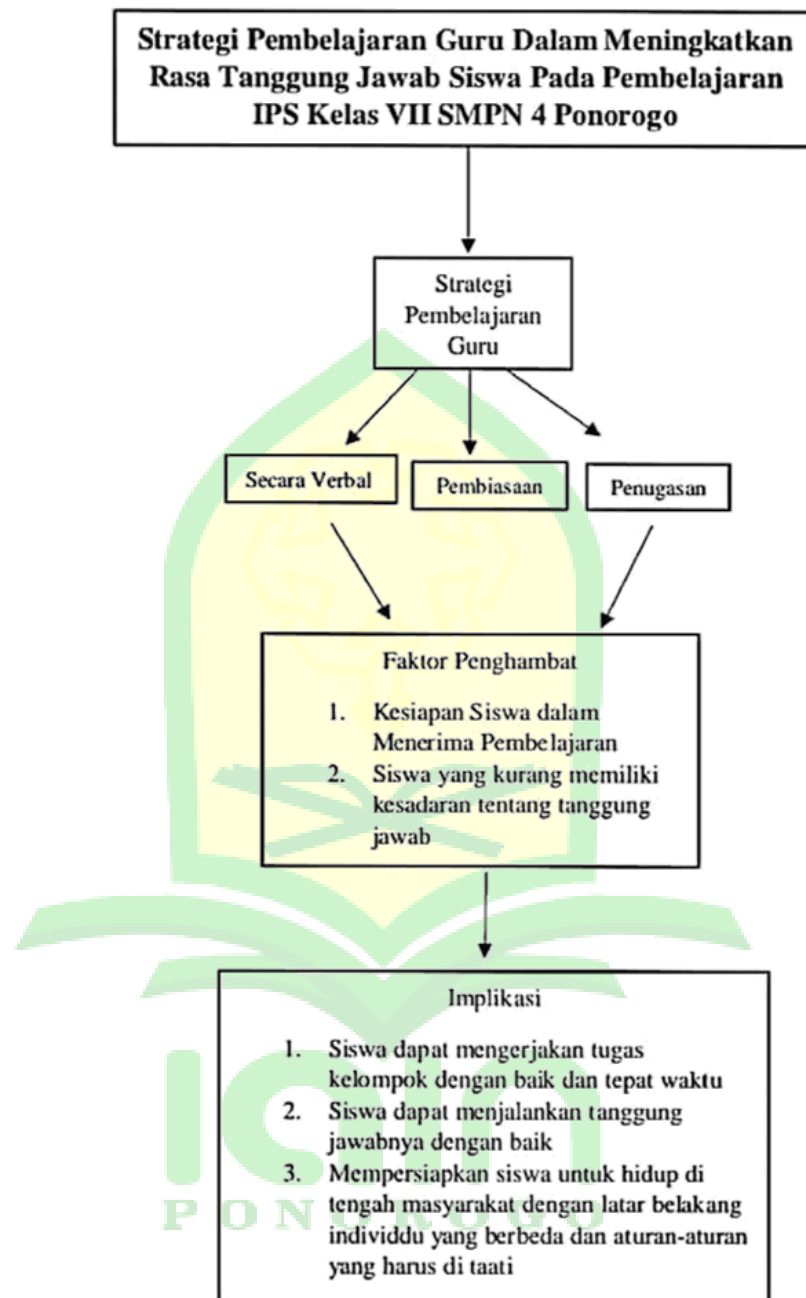 Strategi Pembelajaran Guru Dalam Meningkatkan
Rasa Tanggung Jawab Siswa Pada Pembelajaran
IPS Kelas VII SMPN 4 Ponorogo
Strategi
Pembelajaran
Guru
Secara Verbal
Pembiasaan
Penugasan
Faktor Penghambat
1. Kesiapan Siswa dalam
Menerima Pembelajaran
2. Siswa yang kurang memiliki
kesadaran tentang tanggung
jawab
Implikasi
1. Siswa dapat mengerjakan tugas
kelompok dengan baik dan tepat waktu
2. Siswa dapat menjalankan tanggung
jawabnya dengan baik
3. Mempersiapkan siswa untuk hidup di
tengah masyarakat dengan latar belakang
individdu yang berbeda dan aturan-aturan
yang harus di taati
iain
PONOROGO